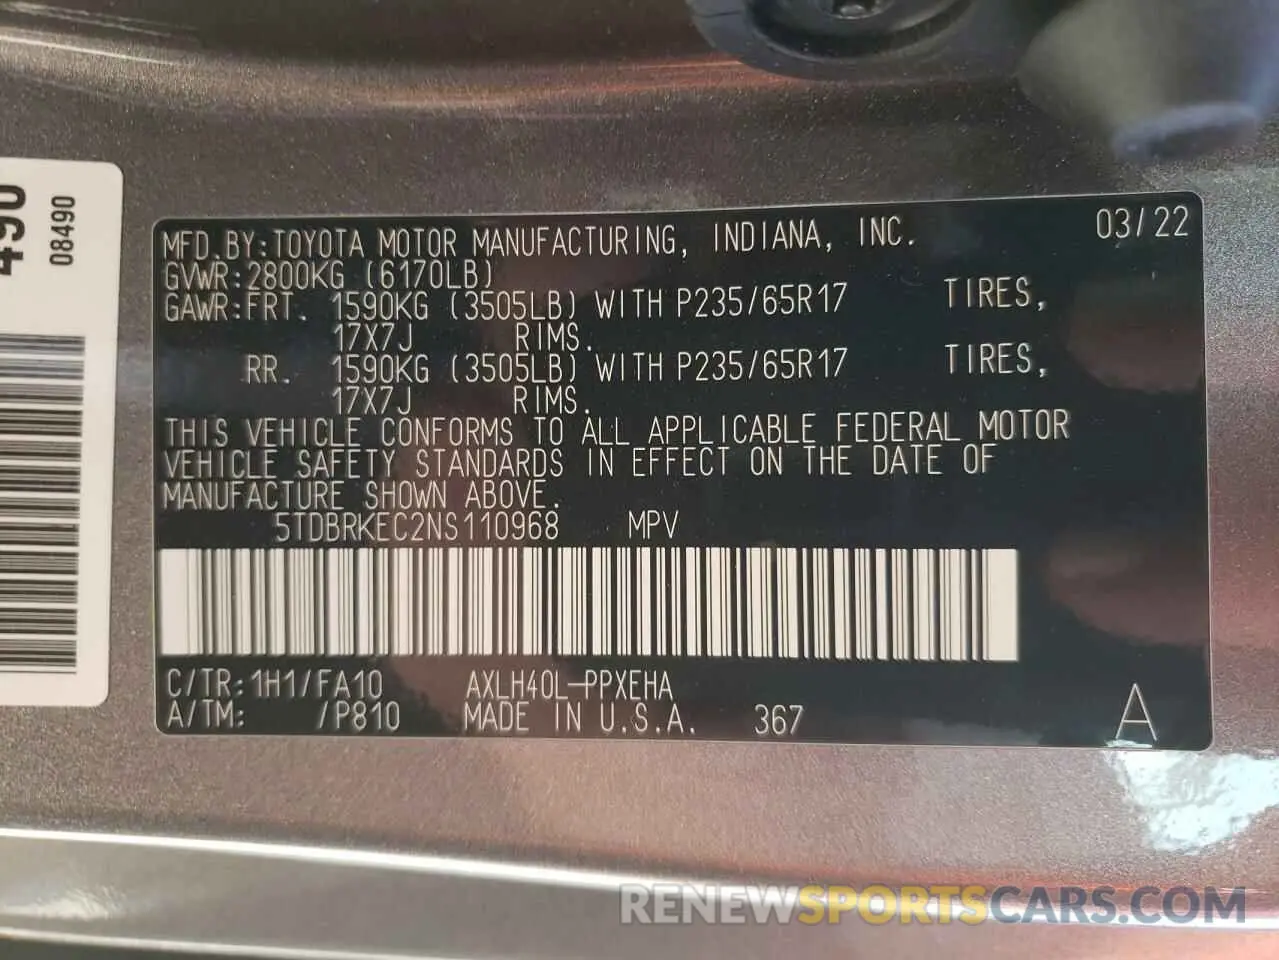 490
08490
MFD.BY:TOYOTA MOTOR MANUFACTURING, INDIANA, INC. 03/22
GVWR:2800KG (6170LB)
GAWR:FRT. 1590KG (3505LB) WITH P235/65R17 TIRES,
17X7J RIMS.
RR. 1590KG (3505LB) WITH P235/65R17 TIRES,
17X7J RIMS.
THIS VEHICLE CONFORMS TO ALL APPLICABLE FEDERAL MOTOR
VEHICLE SAFETY STANDARDS IN EFFECT ON THE DATE OF
MANUFACTURE SHOWN ABOVE.
5TDBRKEC2NS110968 MPV
C/TR:1H1/FA10 AXLH40L-PPXEHA
A/TM: /P810 MADE IN U.S.A. 367 A
RENEWSPORTSCARS.COM